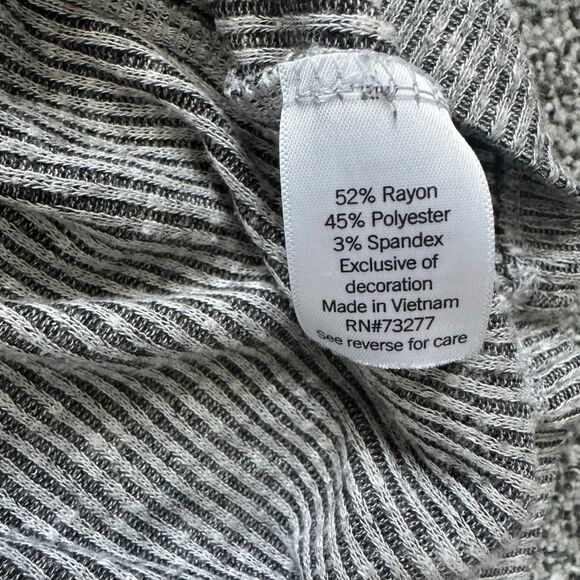 52% Rayon
45% Polyester
3% Spandex
Exclusive of
decoration
Made in Vietnam
RN#73277
See reverse for care